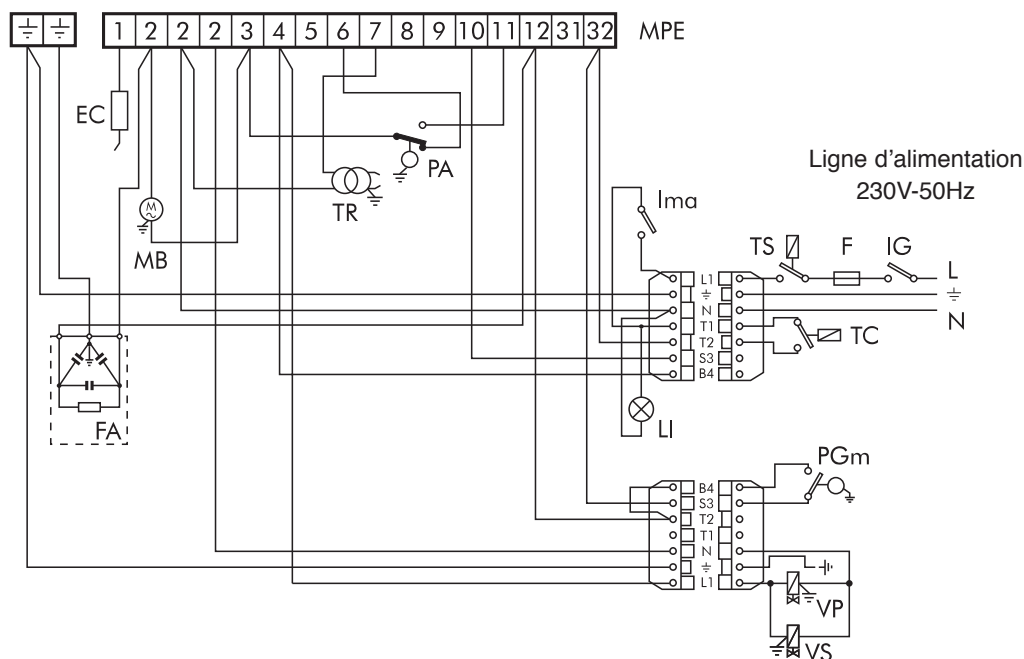 1 2 2 2 3 4 5 6 7 8 9 10 11 12 31 32 MPE
EC
PA
TR
MB
M
FA
Ligne d'alimentation
230V-50Hz
Ima
TS F IG
L
N
TC
L1
N
T1
T2
S3
B4
LI
PGm
B4
S3
T2
T1
N
L1
VP
VS